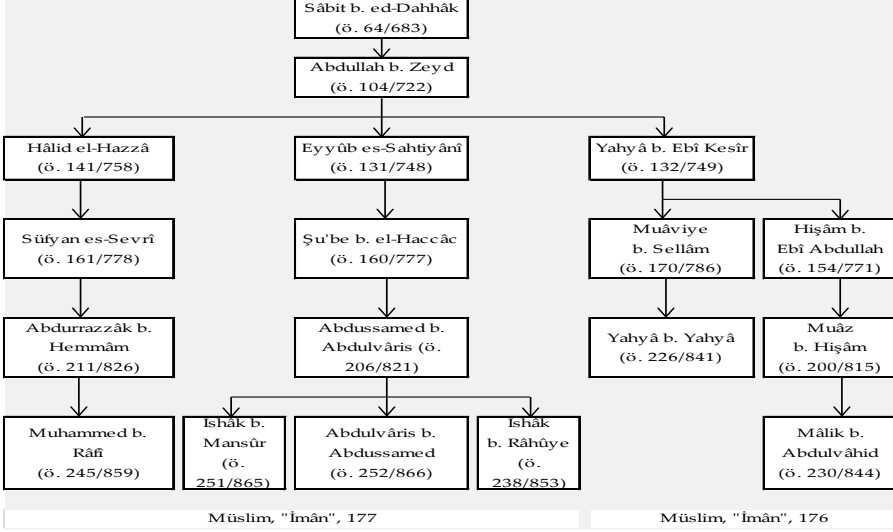 Sâbit b. ed-Dahhâk
(ö. 64/683)
Abdullah b. Zeyd
(ö. 104/722)
Hâlid el-Hazzâ
(ö. 141/758)
Eyyûb es-Sahtiyânî
(ö. 131/748)
Yahyâ b. Ebî Kesîr
(ö. 132/749)
Süfyan es-Sevrî
(ö. 161/778)
Şu'be b. el-Haccâc
(ö. 160/777)
Muâviye
b. Sellâm
(ö. 170/786)
Hişâm b.
Ebî Abdullah
(ö. 154/771)
Abdurrazzâk b.
Hemmâm
(ö. 211/826)
Abdussamed b.
Abdulvâris (ö.
206/821)
Yahyâ b. Yahyâ
(ö. 226/841)
Muâz
b. Hişâm
(ö. 200/815)
Muhammed b.
Râfî
(ö. 245/859)
Ishâk b.
Mansûr
(ö.
251/865)
Abdulvâris b.
Abdussamed
(ö. 252/866)
Ishâk
b. Râhûye
(ö.
238/853)
Mâlik b.
Abdulvâhid
(ö. 230/844)
Müslim, "Îmân", 177
Müslim, "Îmân", 176